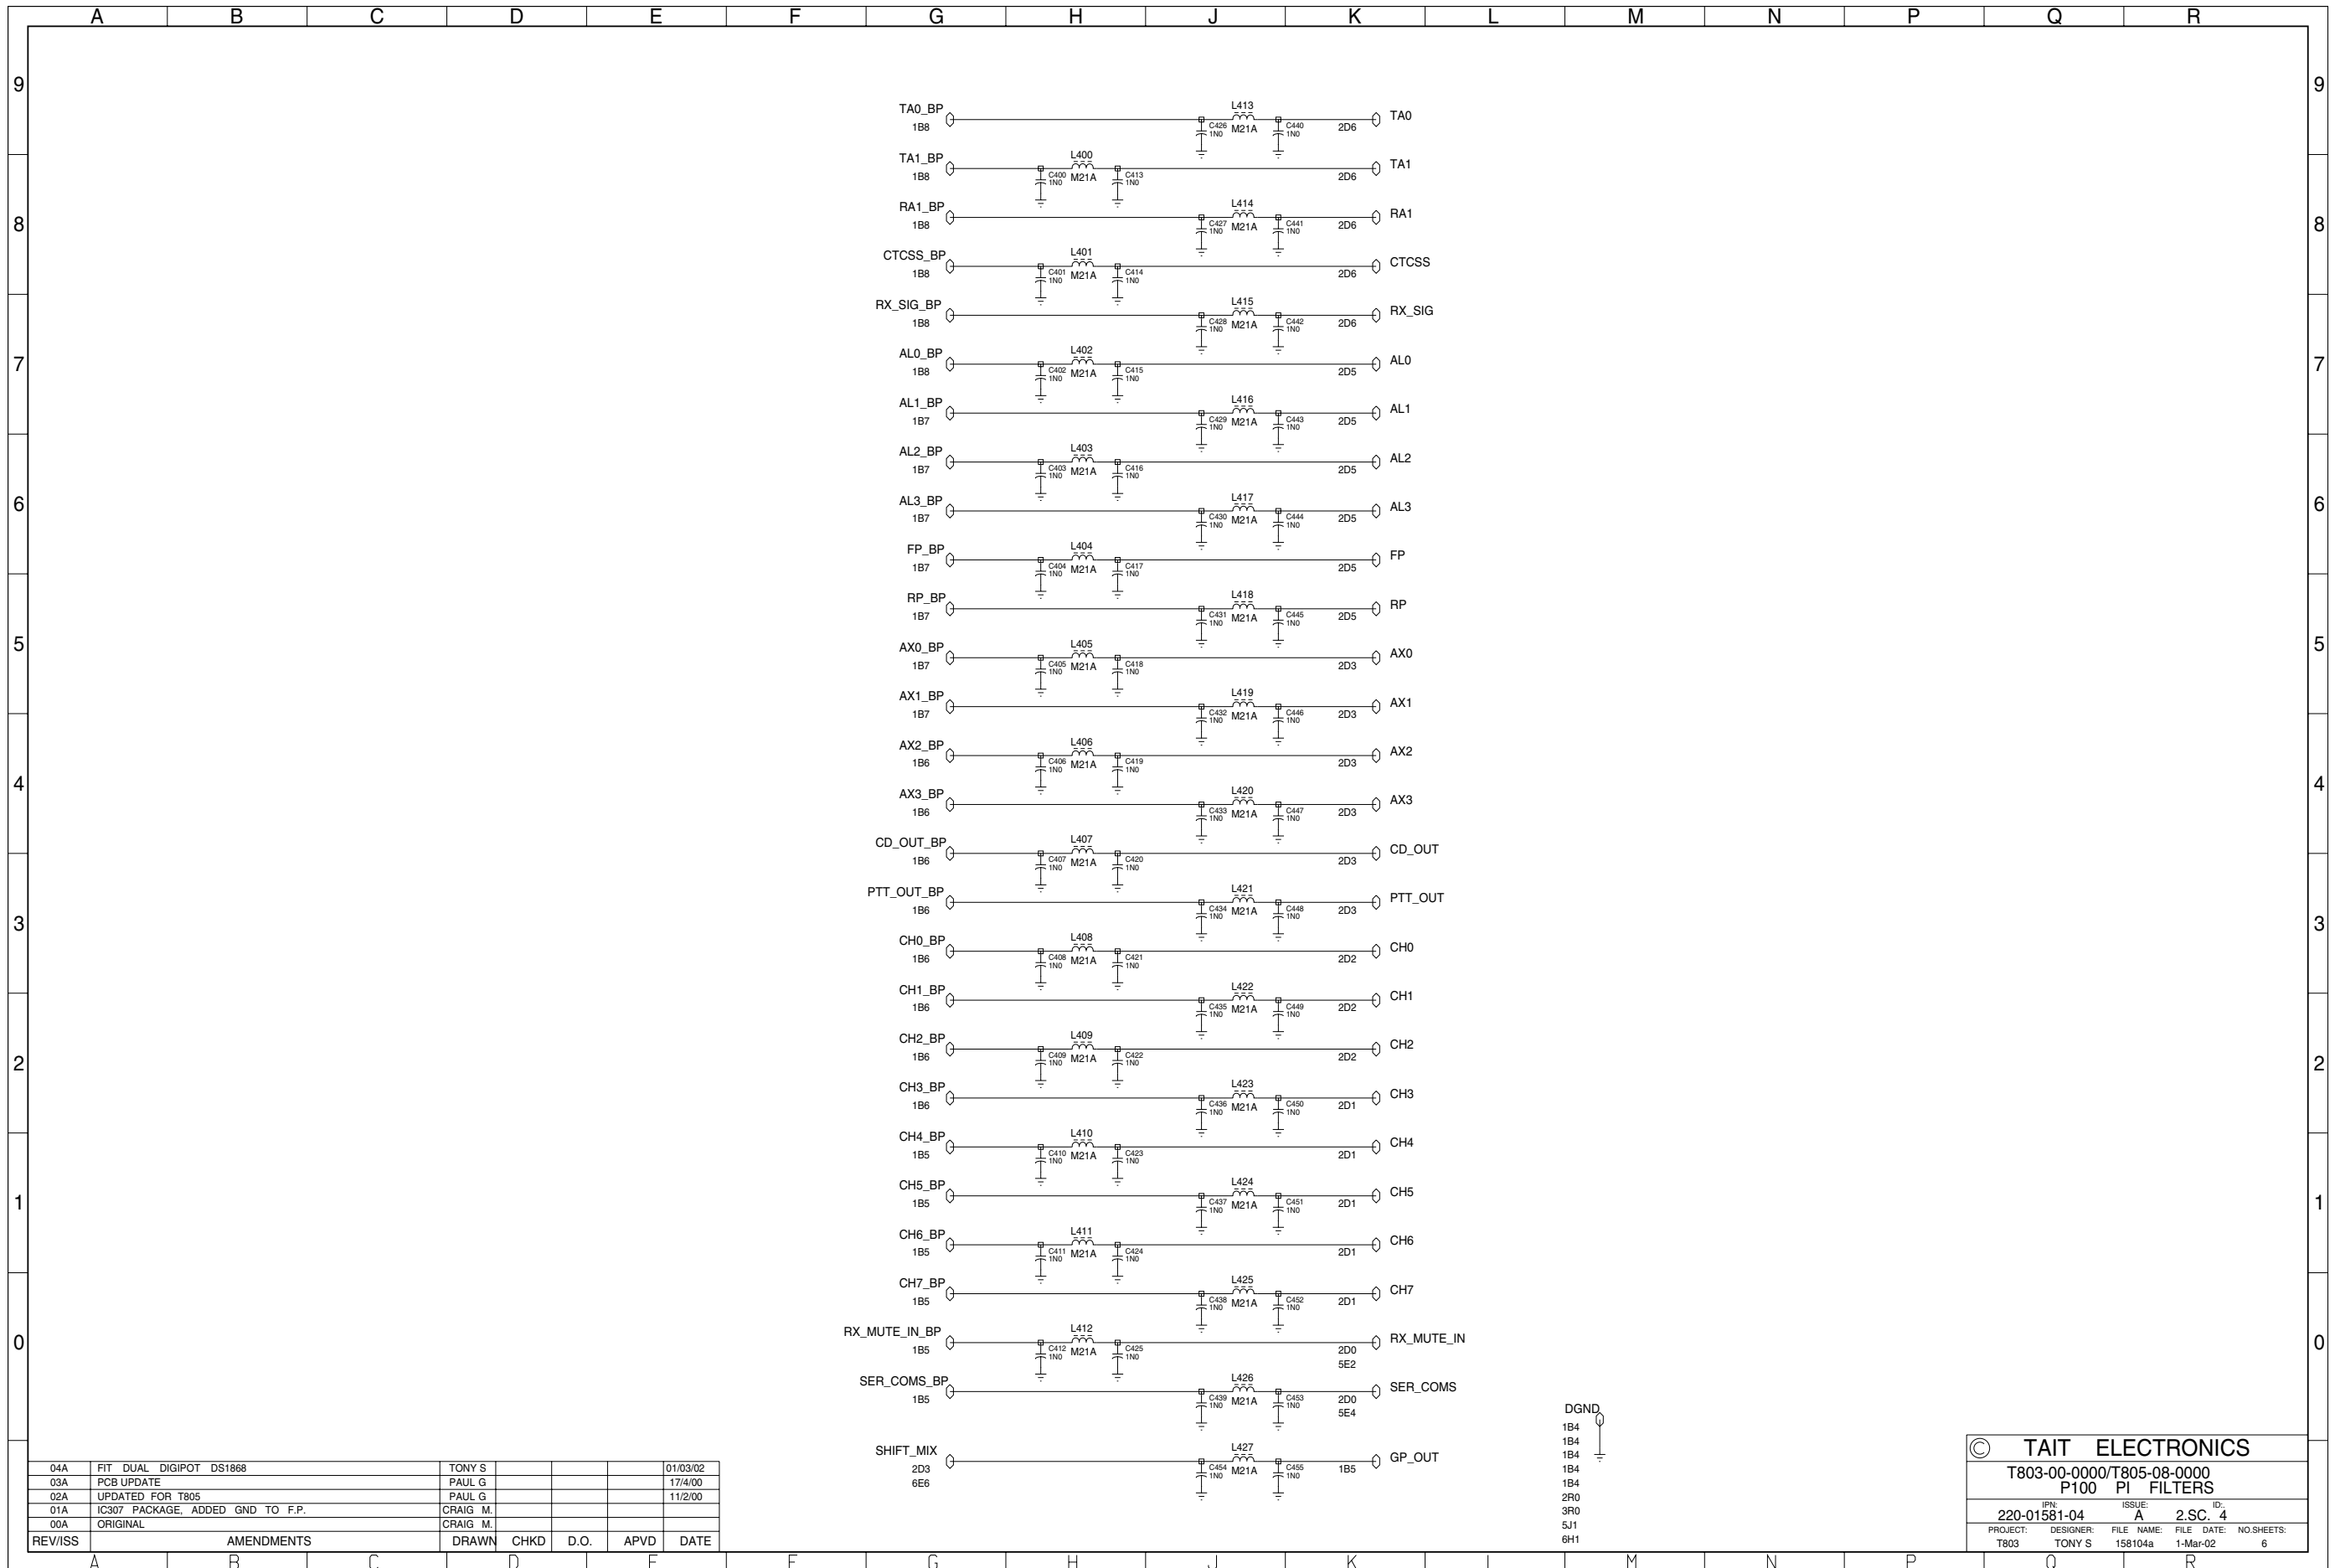 A B C D E F G H J K L M N P Q R
9 9
TA0_BP 1B8 L413 C426 1N0 M21A C440 1N0 2D6 TA0
TA1_BP 1B8 L400 C400 1N0 M21A C413 1N0 2D6 TA1
8 8
RA1_BP 1B8 L414 C427 1N0 M21A C441 1N0 2D6 RA1
CTCSS_BP 1B8 L401 C401 1N0 M21A C414 1N0 2D6 CTCSS
RX_SIG_BP 1B8 L415 C428 1N0 M21A C442 1N0 2D6 RX_SIG
7 7
AL0_BP 1B8 L402 C402 1N0 M21A C415 1N0 2D5 AL0
AL1_BP 1B7 L416 C429 1N0 M21A C443 1N0 2D5 AL1
AL2_BP 1B7 L403 C403 1N0 M21A C416 1N0 2D5 AL2
6 6
AL3_BP 1B7 L417 C430 1N0 M21A C444 1N0 2D5 AL3
FP_BP 1B7 L404 C404 1N0 M21A C417 1N0 2D5 FP
RP_BP 1B7 L418 C431 1N0 M21A C445 1N0 2D5 RP
5 5
AX0_BP 1B7 L405 C405 1N0 M21A C418 1N0 2D3 AX0
AX1_BP 1B7 L419 C432 1N0 M21A C446 1N0 2D3 AX1
AX2_BP 1B6 L406 C406 1N0 M21A C419 1N0 2D3 AX2
4 4
AX3_BP 1B6 L420 C433 1N0 M21A C447 1N0 2D3 AX3
CD_OUT_BP 1B6 L407 C407 1N0 M21A C420 1N0 2D3 CD_OUT
PTT_OUT_BP 1B6 L421 C434 1N0 M21A C448 1N0 2D3 PTT_OUT
3 3
CH0_BP 1B6 L408 C408 1N0 M21A C421 1N0 2D2 CH0
CH1_BP 1B6 L422 C435 1N0 M21A C449 1N0 2D2 CH1
CH2_BP 1B6 L409 C409 1N0 M21A C422 1N0 2D2 CH2
2 2
CH3_BP 1B6 L423 C436 1N0 M21A C450 1N0 2D1 CH3
CH4_BP 1B5 L410 C410 1N0 M21A C423 1N0 2D1 CH4
CH5_BP 1B5 L424 C437 1N0 M21A C451 1N0 2D1 CH5
1 1
CH6_BP 1B5 L411 C411 1N0 M21A C424 1N0 2D1 CH6
CH7_BP 1B5 L425 C438 1N0 M21A C452 1N0 2D1 CH7
0 0
RX_MUTE_IN_BP 1B5 L412 C412 1N0 M21A C425 1N0 2D0 5E2 RX_MUTE_IN
SER_COMS_BP 1B5 L426 C439 1N0 M21A C453 1N0 2D0 5E4 SER_COMS
SHIFT_MIX 2D3 6E6 L427 C454 1N0 M21A C455 1N0 1B5 GP_OUT
DGND
1B4
1B4
1B4
1B4
1B4
2R0
3R0
5J1
6H1
04A FIT DUAL DIGIPOT DS1868 TONY S 01/03/02
03A PCB UPDATE PAUL G 17/4/00
02A UPDATED FOR T805 PAUL G 11/2/00
01A IC307 PACKAGE, ADDED GND TO F.P. CRAIG M.
00A ORIGINAL CRAIG M.
REV/ISS AMENDMENTS DRAWN CHKD D.O. APVD DATE
© TAIT ELECTRONICS
T803-00-0000/T805-08-0000
P100 PI FILTERS
IPN: ISSUE: ID:.
220-01581-04 A 2.SC. 4
PROJECT: DESIGNER: FILE NAME: FILE DATE: NO.SHEETS:
T803 TONY S 158104a 1-Mar-02 6
A B C D E F G H J K L M N P Q R